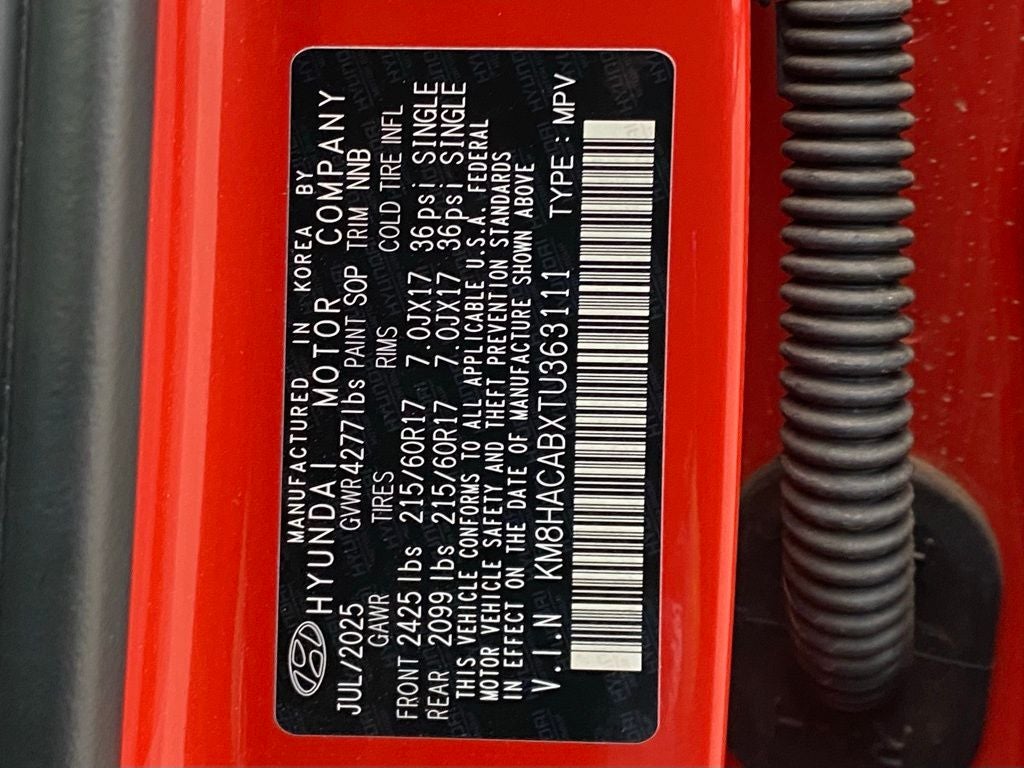 MANUFACTURED IN KOREA BY
HYUNDAI MOTOR COMPANY
JUL/2025 GVWR 4277lbs PAINT SOP TRIM NNB
GAWR TIRES RIMS COLD TIRE INFL
FRONT 2425lbs 215/60R17 7.0JX17 36psi SINGLE
REAR 2099lbs 215/60R17 7.0JX17 36psi SINGLE
THIS VEHICLE CONFORMS TO ALL APPLICABLE U.S.A. FEDERAL
MOTOR VEHICLE SAFETY AND THEFT PREVENTION STANDARDS
IN EFFECT ON THE DATE OF MANUFACTURE SHOWN ABOVE
V.I.N KM8HACABXTU363111 TYPE : MPV